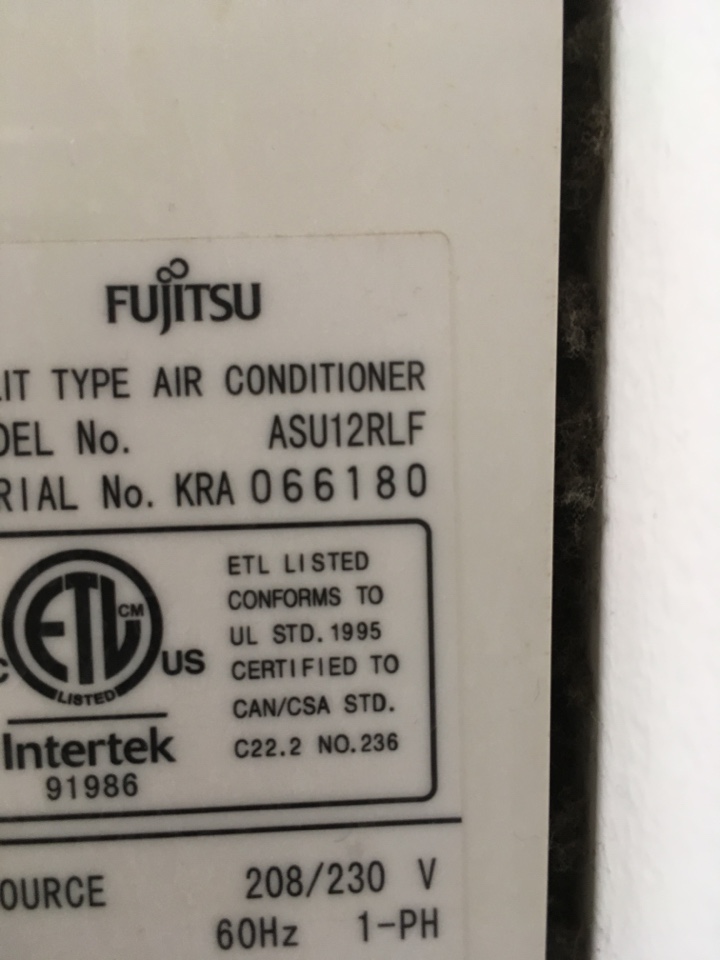 FUJITSU
LIT TYPE AIR CONDITIONER
DEL No. ASU12RLF
RIAL No. KRA 066180
ETL CM
LISTED
C US
Intertek
91986
ETL LISTED
CONFORMS TO
UL STD. 1995
CERTIFIED TO
CAN/CSA STD.
C22.2 NO.236
OURCE 208/230 V
60Hz 1-PH